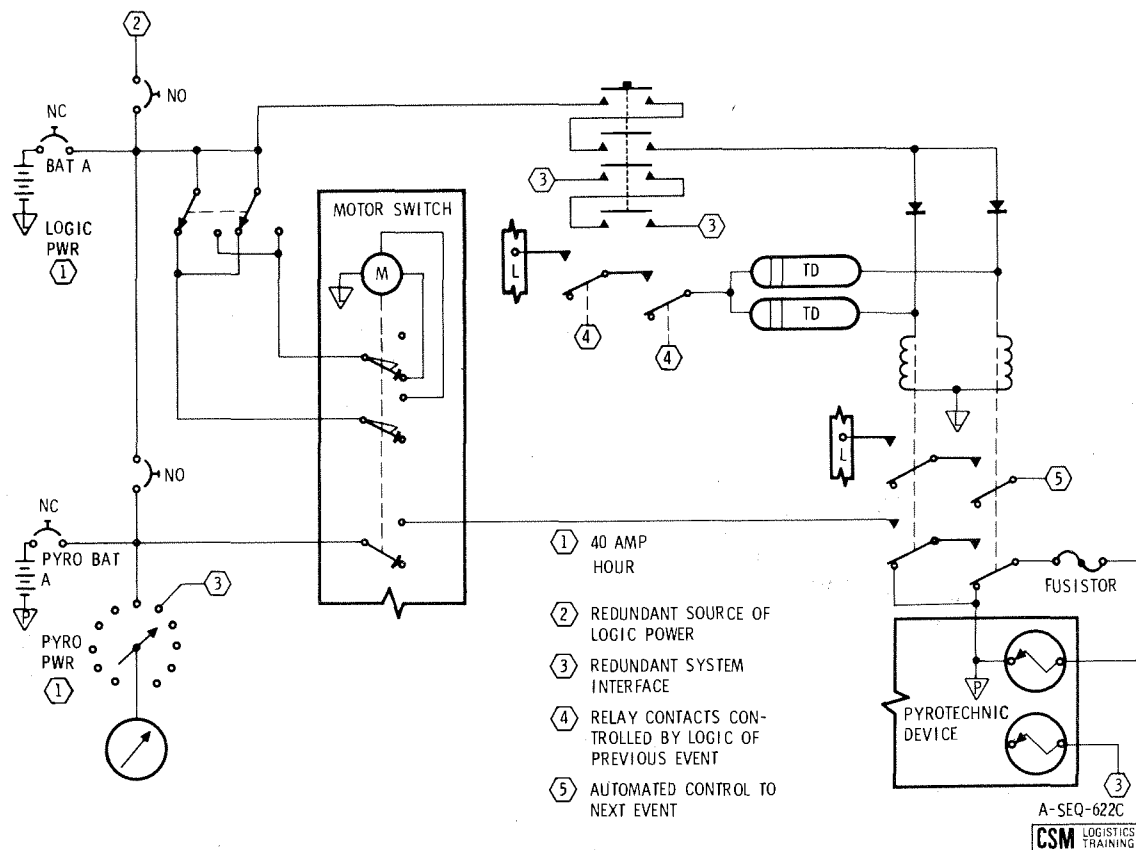 2
NO
NC
BAT A
LOGIC
PWR
1
MOTOR SWITCH
M
L
3
3
L
TD
TD
4
4
L
L
5
NO
NC
PYRO BAT
A
P
3
PYRO
PWR
1
1 40 AMP
HOUR
2 REDUNDANT SOURCE OF
LOGIC POWER
3 REDUNDANT SYSTEM
INTERFACE
4 RELAY CONTACTS CON-
TROLLED BY LOGIC OF
PREVIOUS EVENT
5 AUTOMATED CONTROL TO
NEXT EVENT
FUSISTOR
P
PYROTECHNIC
DEVICE
3
A-SEQ-622C
CSM LOGISTICS
TRAINING